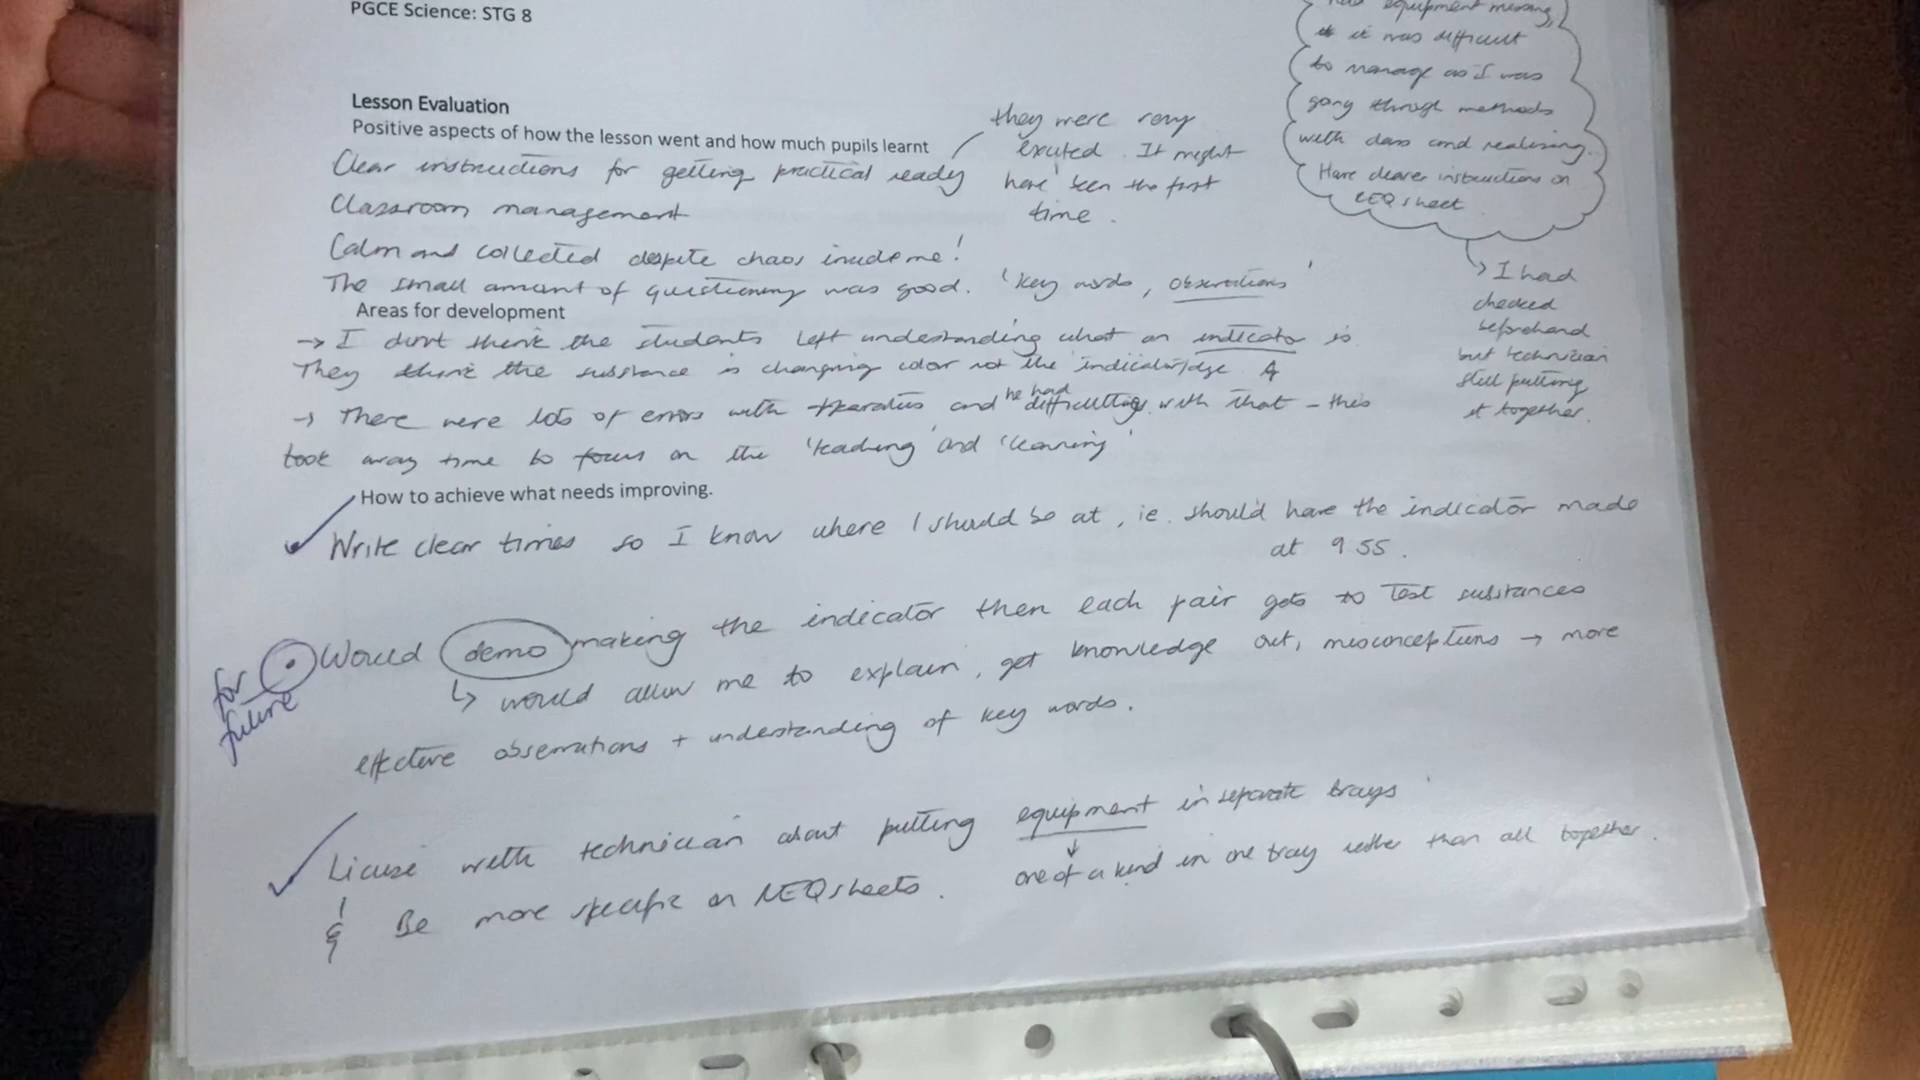 PGCE Science: STG 8
equipment missing,
it was difficult
to manage as I was
going through methods
with class and realising.
Have clearer instructions on
REQ sheet
I had
checked
beforehand
but technician
still putting
it together.
Lesson Evaluation
Positive aspects of how the lesson went and how much pupils learnt
they were very
excited. It might
have been the first
time.
Clear instructions for getting practical ready
Classroom management
Calm and collected despite chaos inside me!
The small amount of questioning was good. 'key words, observations'
Areas for development
→ I don't think the students left understanding what an indicator is
They think the substance is changing color not the indicator/dye.
→ There were lots of errors with and he had difficulties with that - this
took away time to focus on the 'teaching' and 'learning'
How to achieve what needs improving.
Write clear times so I know where I should be at, ie. should have the indicator made
at 9 55.
for
future
Would demo making the indicator then each pair gets to test substances
↳ would allow me to explain, get knowledge out, misconceptions → more
effective observations + understanding of key words.
with technician about putting equipment in separate trays
↓
one of a kind in one tray rather than all together.
& Be more specific on REQ sheets.